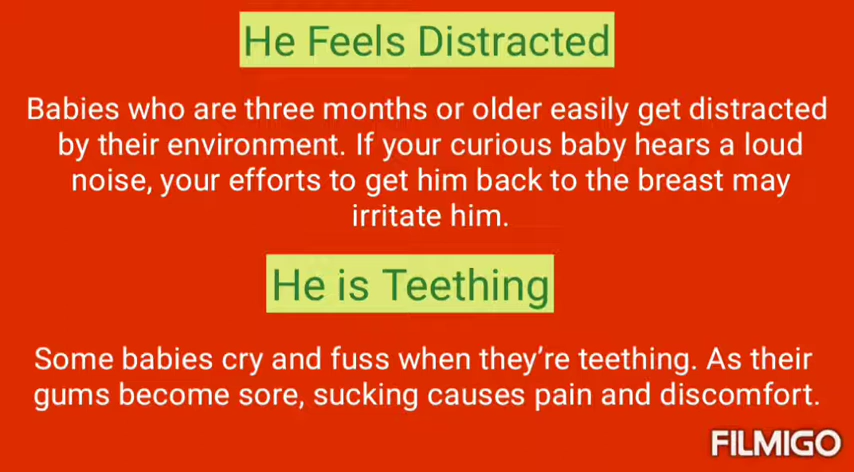 He Feels Distracted
Babies who are three months or older easily get distracted
by their environment. If your curious baby hears a loud
noise, your efforts to get him back to the breast may
irritate him.
He is Teething
Some babies cry and fuss when they’re teething. As their
gums become sore, sucking causes pain and discomfort.
FILMIGO